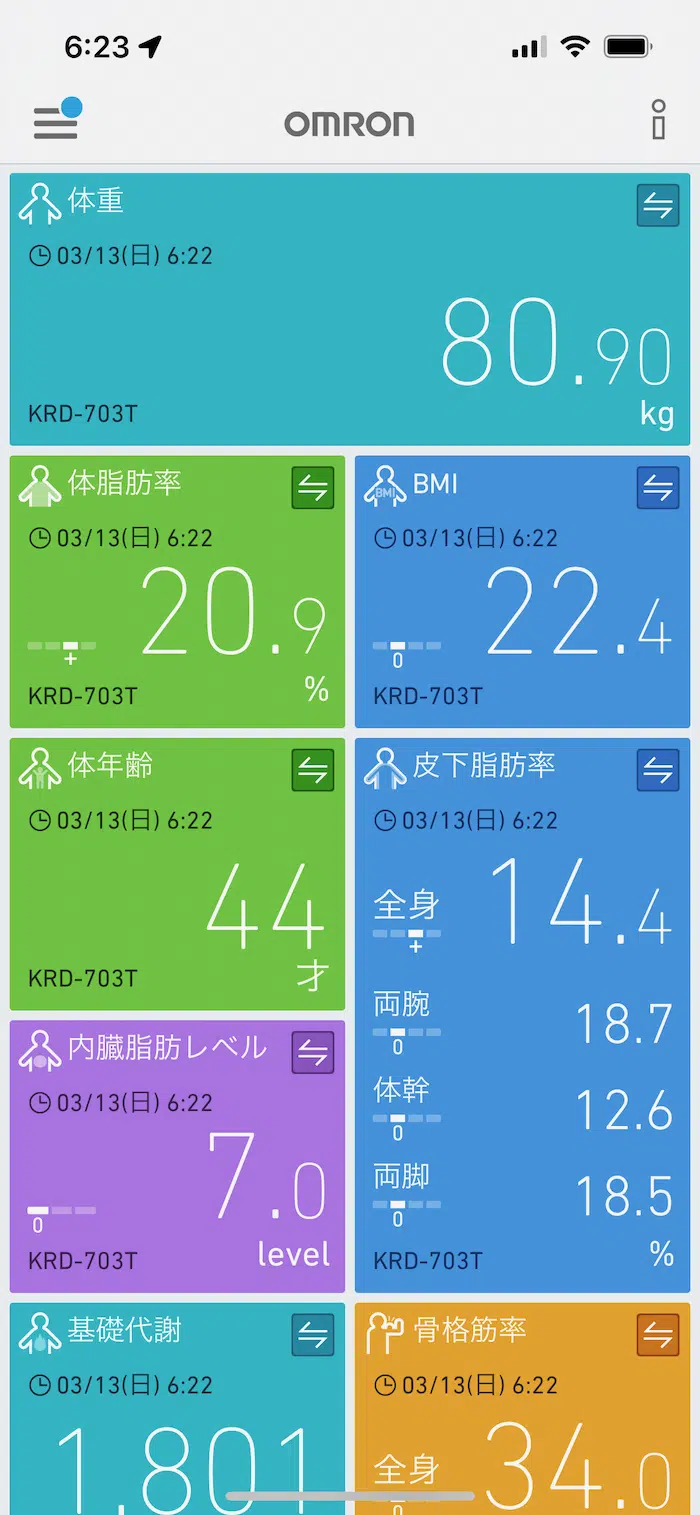 6:23
OMRON
体重
03/13(日) 6:22
80.90
KRD-703T
kg
体脂肪率
03/13(日) 6:22
20.9
+
KRD-703T
%
BMI
BMI
03/13(日) 6:22
22.4
0
KRD-703T
体年齢
03/13(日) 6:22
44
KRD-703T
才
皮下脂肪率
03/13(日) 6:22
全身
14.4
+
両腕
18.7
0
体幹
12.6
0
両脚
18.5
0
KRD-703T
%
内臓脂肪レベル
03/13(日) 6:22
7.0
0
KRD-703T
level
基礎代謝
03/13(日) 6:22
1,801
骨格筋率
03/13(日) 6:22
全身
34.0
0